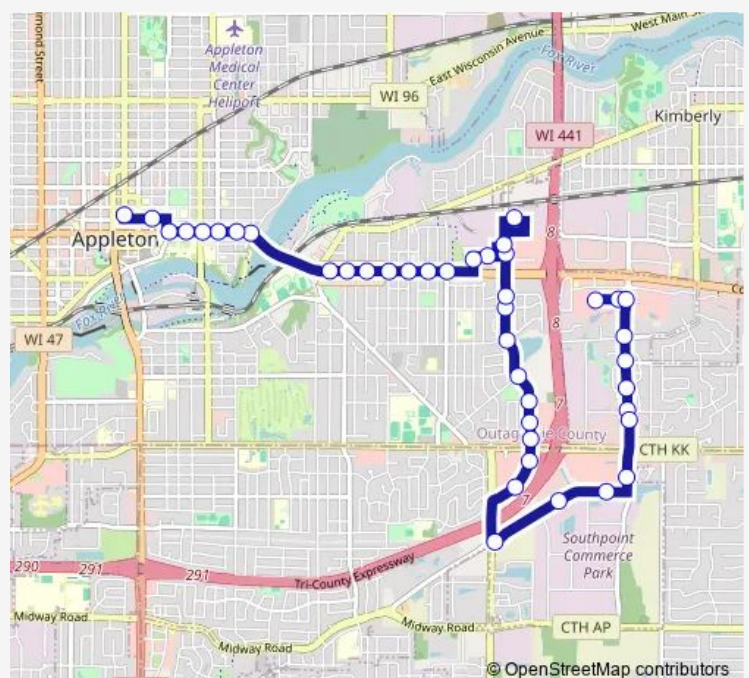 mond Street
Appleton
Medical
Center
Heliport
East Wisconsin Avenue
West Main S
Fox River
WI 96
Kimberly
WI 441
8
Appleton
Fox River
8
Co
WI 47
7
Outagamie County
CTH KK
7
Southpoint
Commerce
Park
290
291
291
Tri-County Expressway
Midway Road
Midway Road
Midway Road
CTH AP
© OpenStreetMap contributors